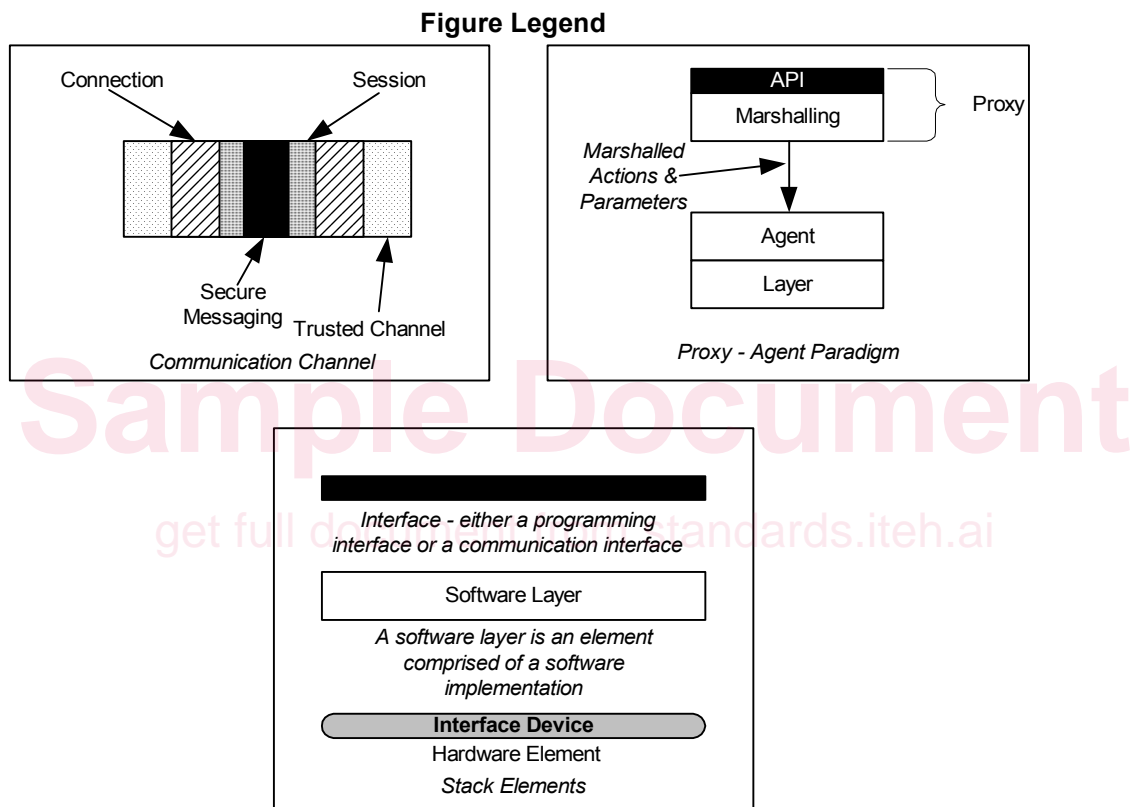 Figure Legend
Connection
Session
Secure
Messaging
Trusted Channel
Communication Channel
API
Marshalling
Proxy
Marshalled
Actions &
Parameters
Agent
Layer
Proxy - Agent Paradigm
Sample Document
get full document from standards.iteh.ai
Interface - either a programming
interface or a communication interface
Software Layer
A software layer is an element
comprised of a software
implementation
Interface Device
Hardware Element
Stack Elements